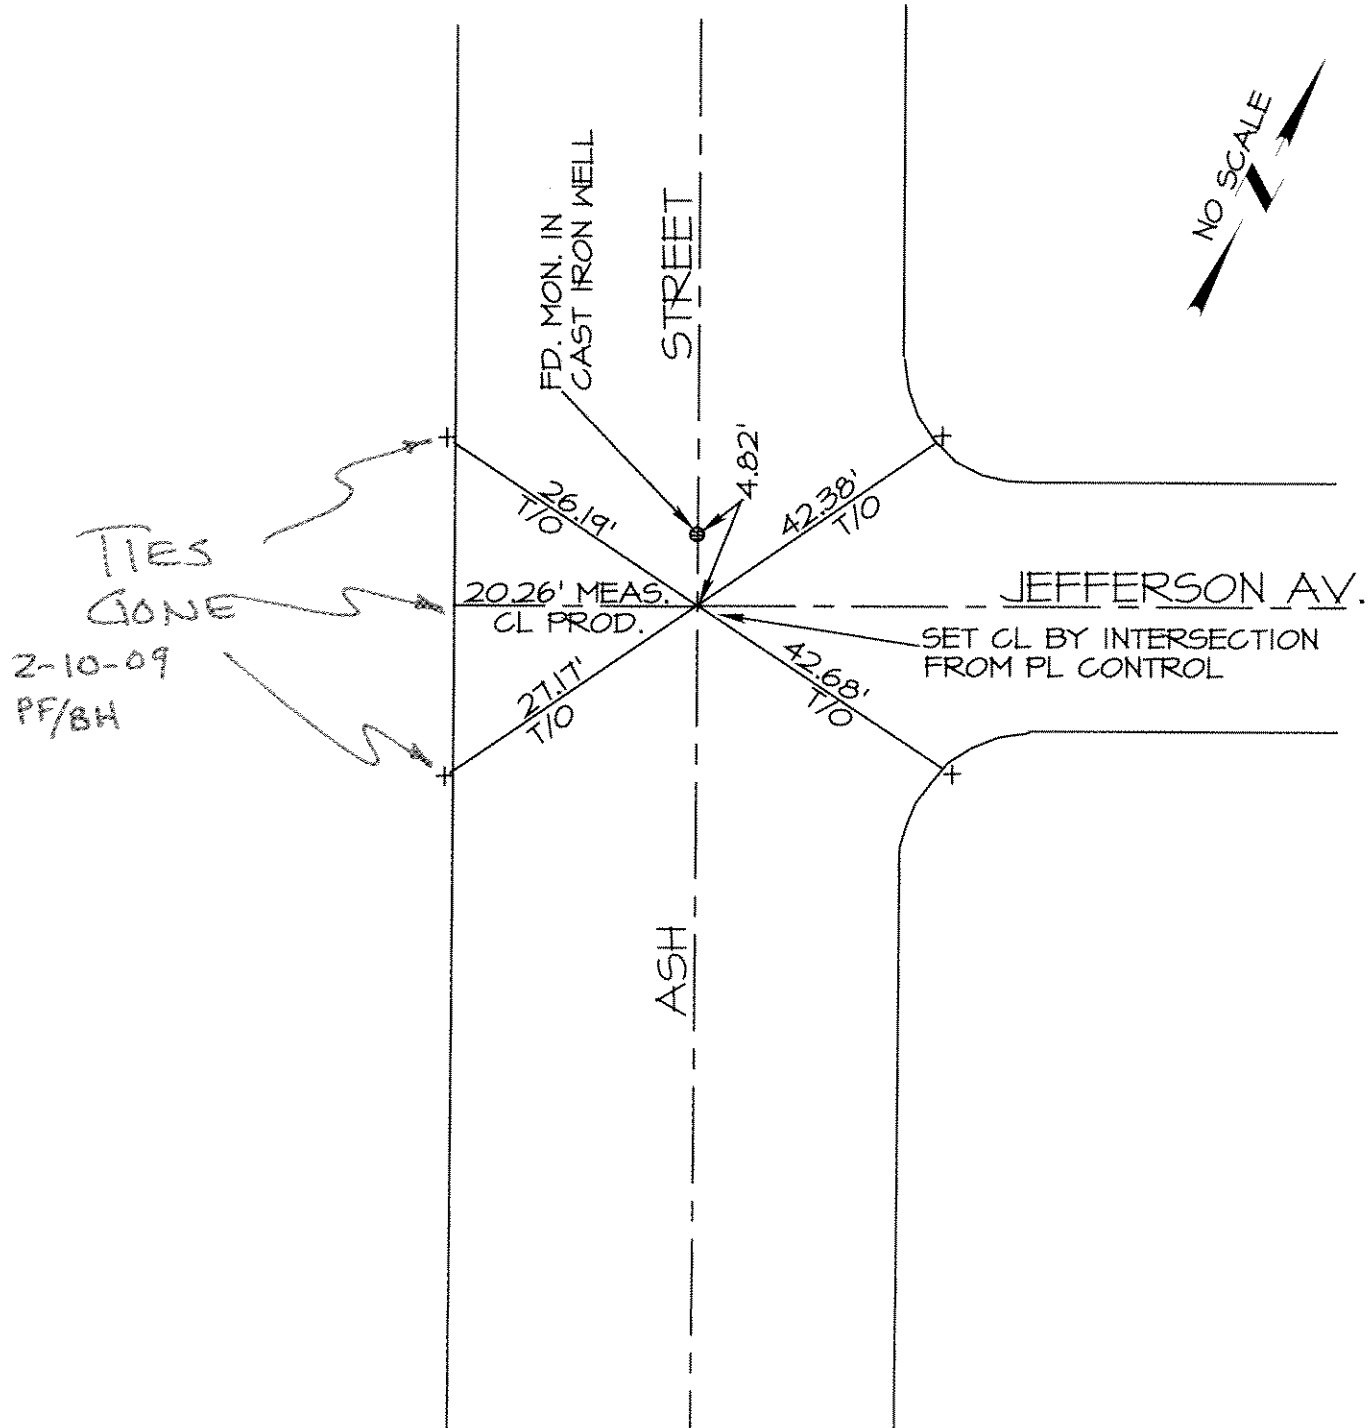 FD. MON. IN
CAST IRON WELL
STREET
NO SCALE
N
4.82'
26.19'
T/O
42.38'
T/O
TIES
GONE
2-10-09
PF/BH
20.26' MEAS.
CL PROD.
JEFFERSON AV.
SET CL BY INTERSECTION
FROM PL CONTROL
27.17'
T/O
42.68'
T/O
ASH